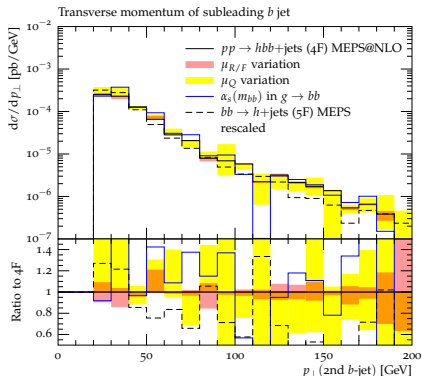 Transverse momentum of subleading b jet
dσ/dp⊥ [pb/GeV]
pp → hbb+jets (4F) MEPS@NLO
μR/F variation
μQ variation
αs(mbb) in g → bb
bb → h+jets (5F) MEPS
rescaled
10−2
10−3
10−4
10−5
10−6
10−7
Ratio to 4F
1.4
1.2
1
0.8
0.6
0 50 100 150 200
p⊥(2nd b-jet) [GeV]